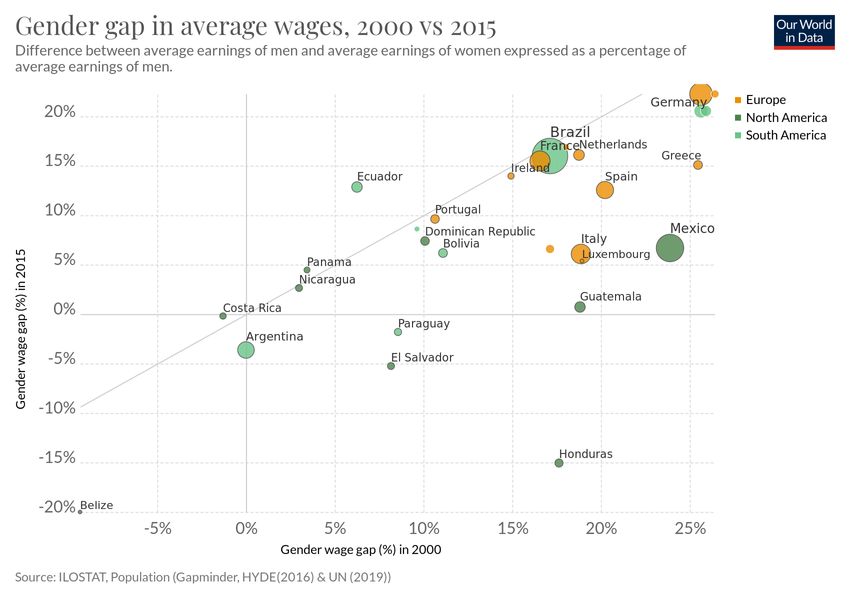 Gender gap in average wages, 2000 vs 2015
Our World
in Data
Difference between average earnings of men and average earnings of women expressed as a percentage of
average earnings of men.
Europe
North America
South America
Germany
20%
Brazil
France
Netherlands
Greece
15%
Ireland
Ecuador
Spain
10%
Portugal
Dominican Republic
Bolivia
Mexico
Italy
Luxembourg
5%
Panama
Nicaragua
Guatemala
0%
Costa Rica
Argentina
Paraguay
-5%
El Salvador
-10%
-15%
Honduras
-20%
Belize
Gender wage gap (%) in 2015
-5%
0%
5%
10%
15%
20%
25%
Gender wage gap (%) in 2000
Source: ILOSTAT, Population (Gapminder, HYDE(2016) & UN (2019))